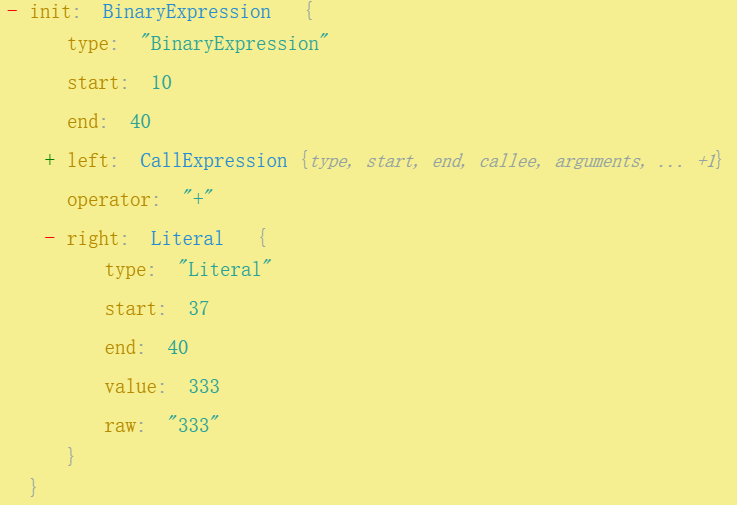 - init: BinaryExpression {
type: "BinaryExpression"
start: 10
end: 40
+ left: CallExpression {type, start, end, callee, arguments, ... +1}
operator: "+"
- right: Literal {
type: "Literal"
start: 37
end: 40
value: 333
raw: "333"
}
}